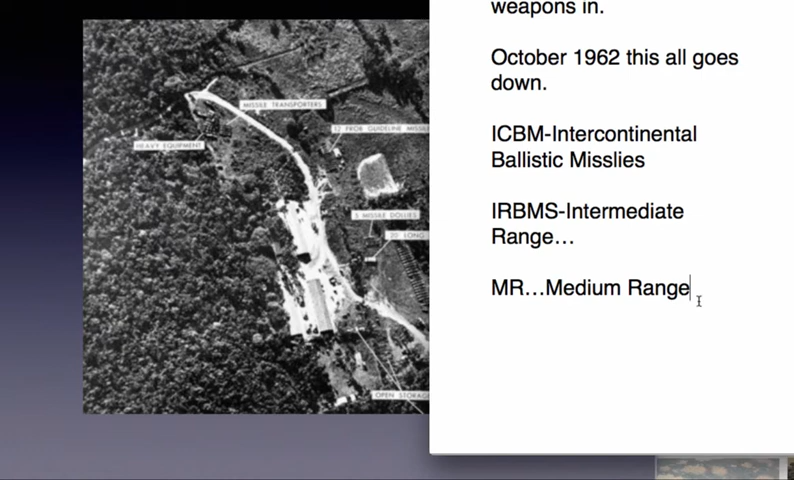 weapons in.
October 1962 this all goes
down.
ICBM-Intercontinental
Ballistic Misslies
IRBMS-Intermediate
Range…
MR…Medium Range
MISSILE TRANSPORTERS
12 PROB GUIDELINE MISSILE
HEAVY EQUIPMENT
5 MISSILE DOLLIES
20 LONG
OPEN STORAGE